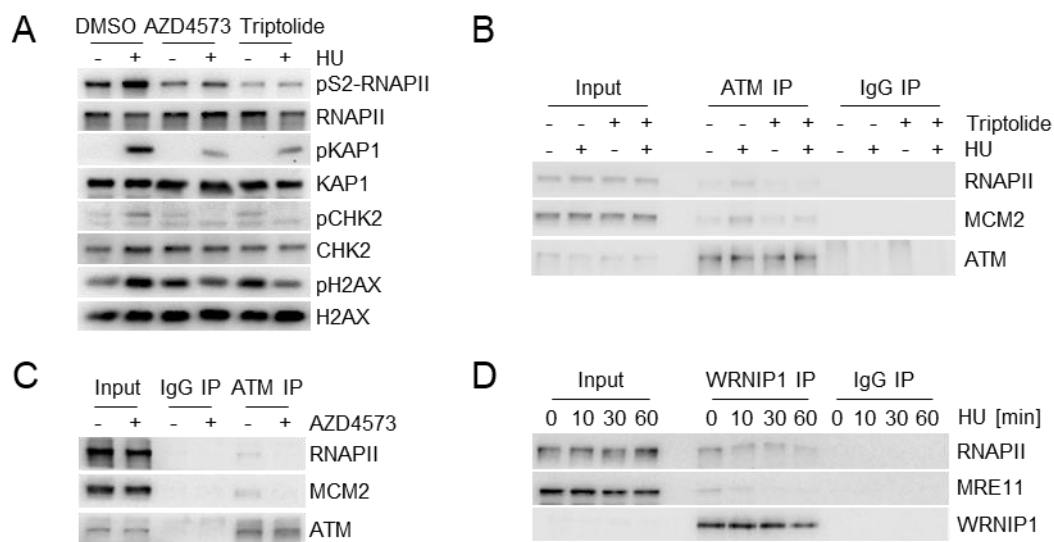 A
DMSO AZD4573 Triptolide
- + - + - + HU
pS2-RNAPII
RNAPII
pKAP1
KAP1
pCHK2
CHK2
pH2AX
H2AX
B
Input ATM IP IgG IP
- - + + - - + + - - + + Triptolide
- + - + - + - + - + - + HU
RNAPII
MCM2
ATM
C
Input IgG IP ATM IP
- + - + - + AZD4573
RNAPII
MCM2
ATM
D
Input WRNIP1 IP IgG IP
0 10 30 60 0 10 30 60 0 10 30 60 HU [min]
RNAPII
MRE11
WRNIP1